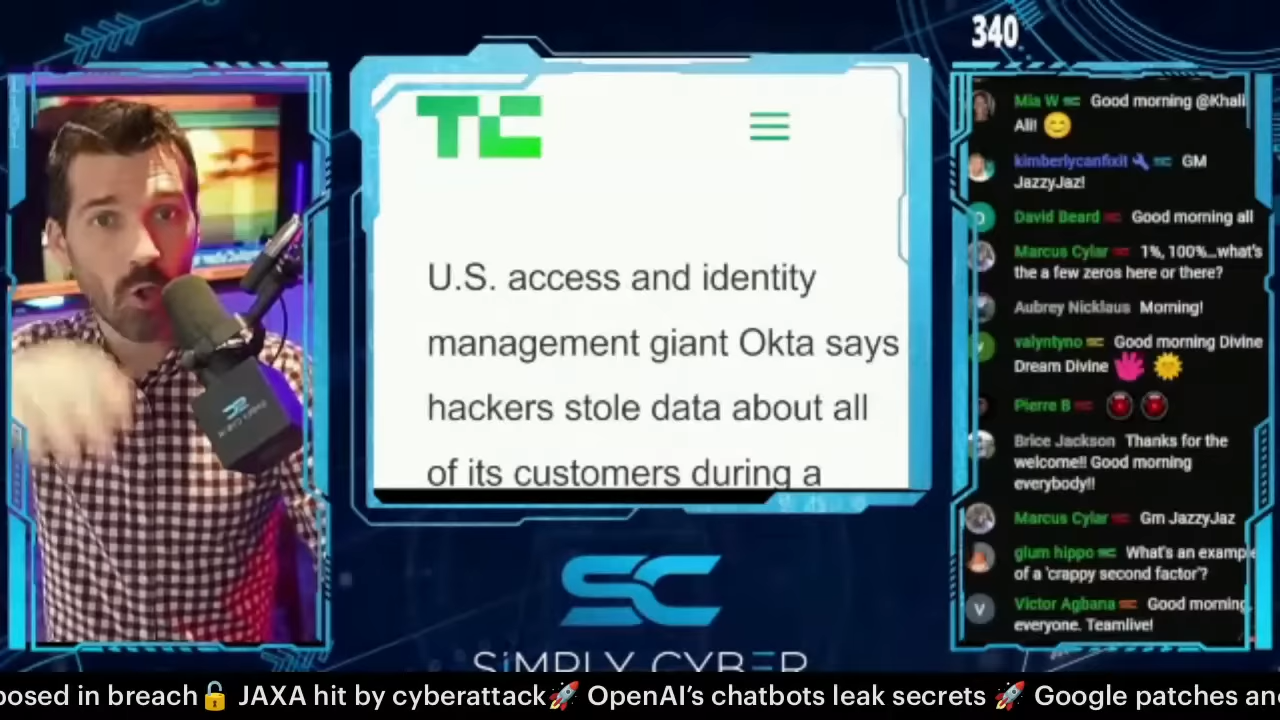 340
TC
U.S. access and identity
management giant Okta says
hackers stole data about all
of its customers during a
Mia W Good morning @Khali
Ali! 😊
kimberlycanfixit GM
JazzyJaz!
David Beard Good morning all
Marcus Cylar 1%, 100%...what's
the a few zeros here or there?
Aubrey Nicklaus Morning!
valyntyno Good morning Divine
Dream Divine
Pierre B
Brice Jackson Thanks for the
welcome!! Good morning
everybody!!
Marcus Cylar Gm JazzyJaz
glum hippo What's an example
of a 'crappy second factor'?
V
Victor Agbana Good morning,
everyone. Teamlive!
SC
SiMPLY CYBER
posed in breach🔓 JAXA hit by cyberattack🚀 OpenAI's chatbots leak secrets 🚀 Google patches an